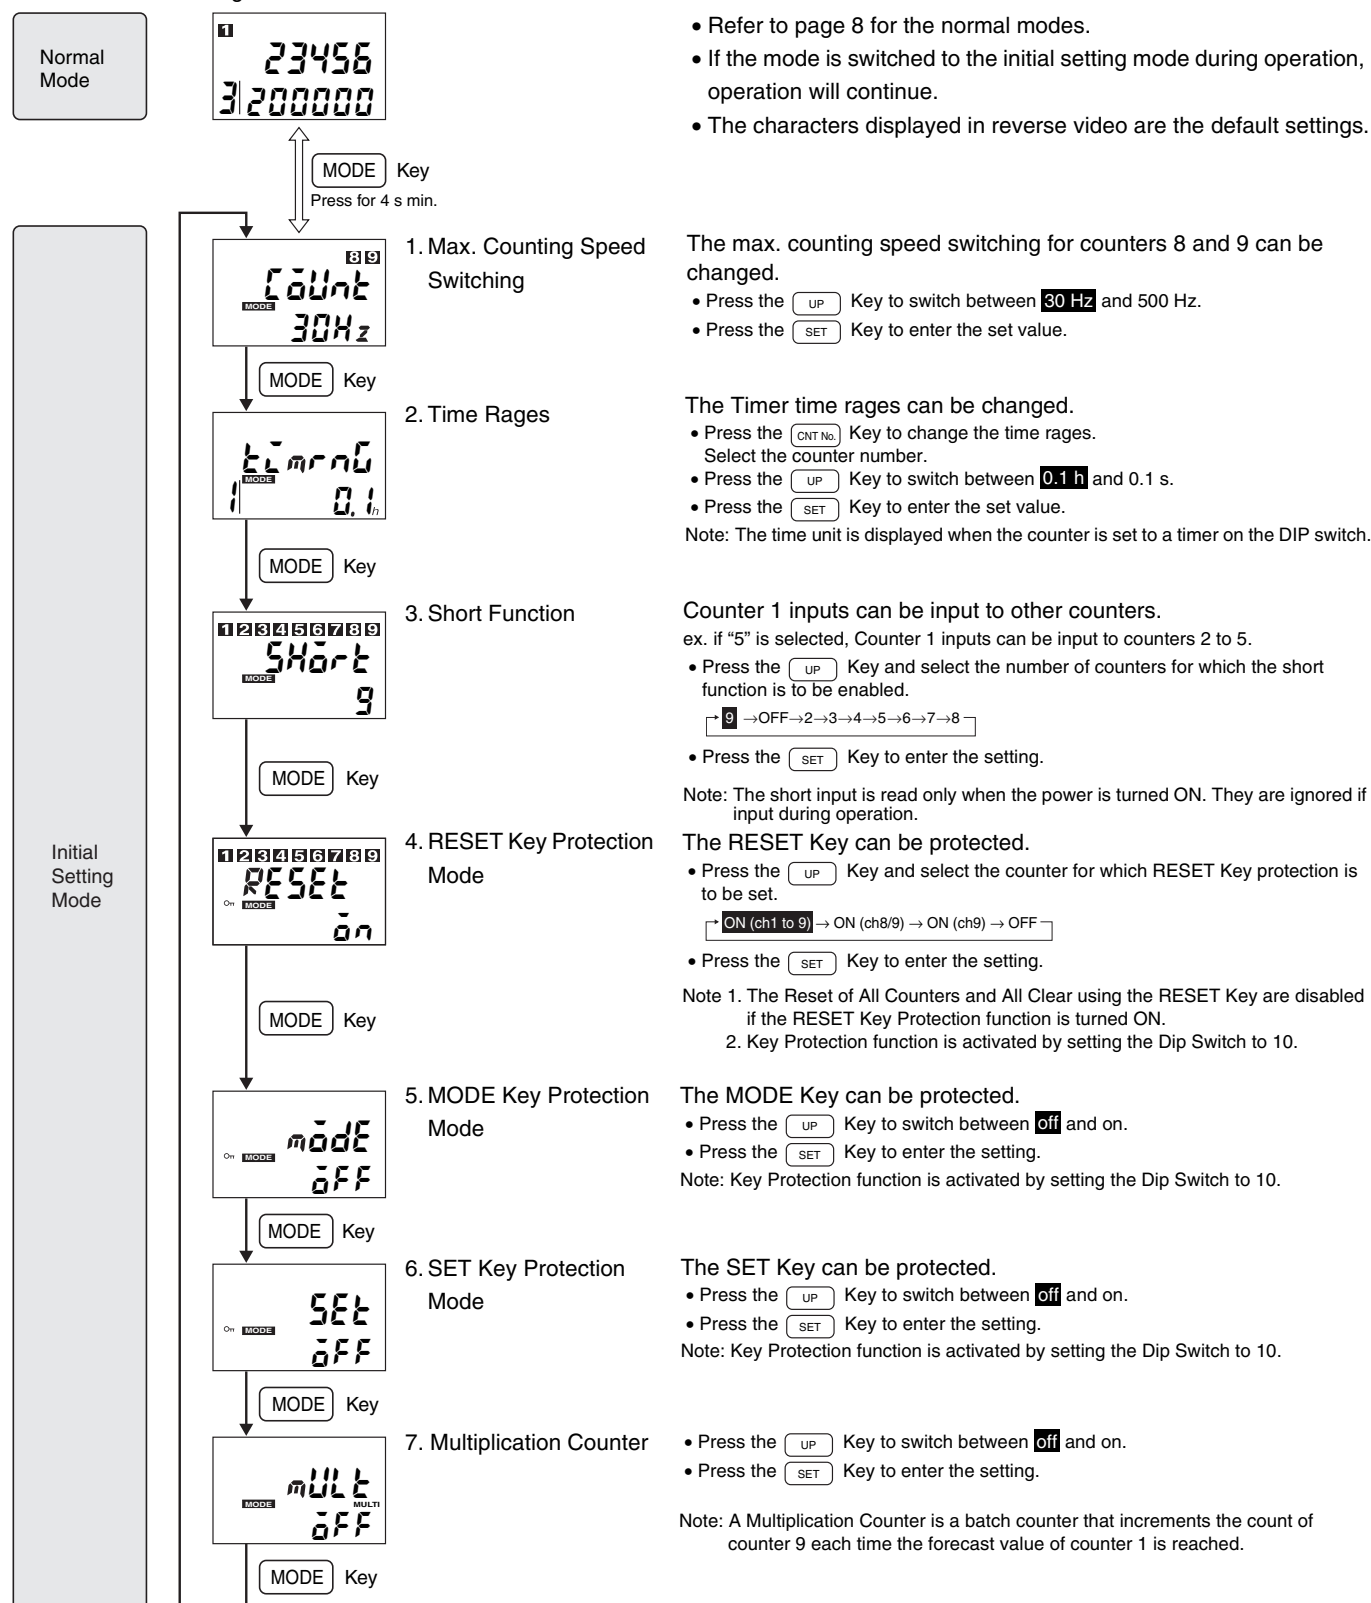 Normal
Mode
1
23456
3 200000
• Refer to page 8 for the normal modes.
• If the mode is switched to the initial setting mode during operation,
operation will continue.
• The characters displayed in reverse video are the default settings.
MODE Key
Press for 4 s min.
Initial
Setting
Mode
8 9
CoUnt
MODE
30Hz
1. Max. Counting Speed
Switching
The max. counting speed switching for counters 8 and 9 can be
changed.
• Press the UP Key to switch between 30 Hz and 500 Hz.
• Press the SET Key to enter the set value.
MODE Key
timrnG
MODE
1 0.1h
2. Time Rages
The Timer time rages can be changed.
• Press the CNT No. Key to change the time rages.
Select the counter number.
• Press the UP Key to switch between 0.1 h and 0.1 s.
• Press the SET Key to enter the set value.
Note: The time unit is displayed when the counter is set to a timer on the DIP switch.
MODE Key
1 2 3 4 5 6 7 8 9
SHort
MODE
9
3. Short Function
Counter 1 inputs can be input to other counters.
ex. if “5” is selected, Counter 1 inputs can be input to counters 2 to 5.
• Press the UP Key and select the number of counters for which the short
function is to be enabled.
9 →OFF→2→3→4→5→6→7→8
• Press the SET Key to enter the setting.
Note: The short input is read only when the power is turned ON. They are ignored if
input during operation.
MODE Key
1 2 3 4 5 6 7 8 9
RESEt
MODE
on
4. RESET Key Protection
Mode
The RESET Key can be protected.
• Press the UP Key and select the counter for which RESET Key protection is
to be set.
ON (ch1 to 9) → ON (ch8/9) → ON (ch9) → OFF
• Press the SET Key to enter the setting.
Note 1. The Reset of All Counters and All Clear using the RESET Key are disabled
if the RESET Key Protection function is turned ON.
2. Key Protection function is activated by setting the Dip Switch to 10.
MODE Key
modE
MODE
oFF
5. MODE Key Protection
Mode
The MODE Key can be protected.
• Press the UP Key to switch between off and on.
• Press the SET Key to enter the setting.
Note: Key Protection function is activated by setting the Dip Switch to 10.
MODE Key
SEt
MODE
oFF
6. SET Key Protection
Mode
The SET Key can be protected.
• Press the UP Key to switch between off and on.
• Press the SET Key to enter the setting.
Note: Key Protection function is activated by setting the Dip Switch to 10.
MODE Key
mULt
MODE MULTI
oFF
7. Multiplication Counter
• Press the UP Key to switch between off and on.
• Press the SET Key to enter the setting.
Note: A Multiplication Counter is a batch counter that increments the count of
counter 9 each time the forecast value of counter 1 is reached.
MODE Key